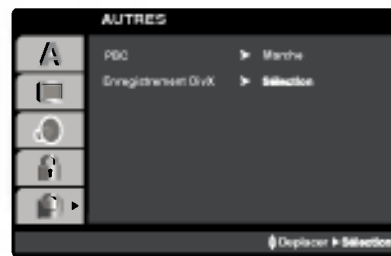 AUTRES
PBC Marche
Enregistrement DivX Sélection
Deplacer Sélection